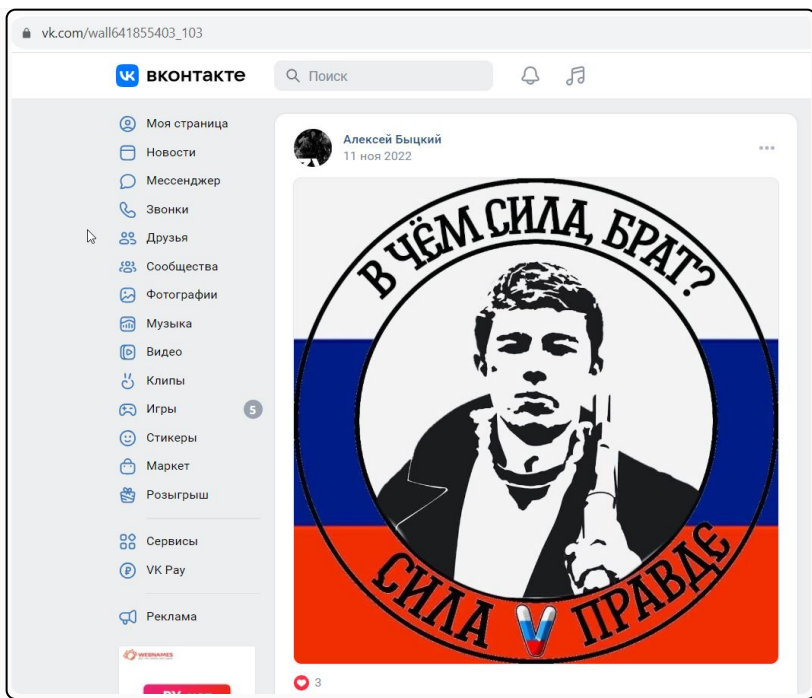 vk.com/wall641855403_103
вконтакте
Поиск
Моя страница
Новости
Мессенджер
Звонки
Друзья
Сообщества
Фотографии
Музыка
Видео
Клипы
Игры 5
Стикеры
Маркет
Розыгрыш
Сервисы
VK Pay
Реклама
WEBNAMES
Алексей Быцкий
11 ноя 2022
В ЧЁМ СИЛА, БРАТ?
СИЛА V ПРАВДЕ
3